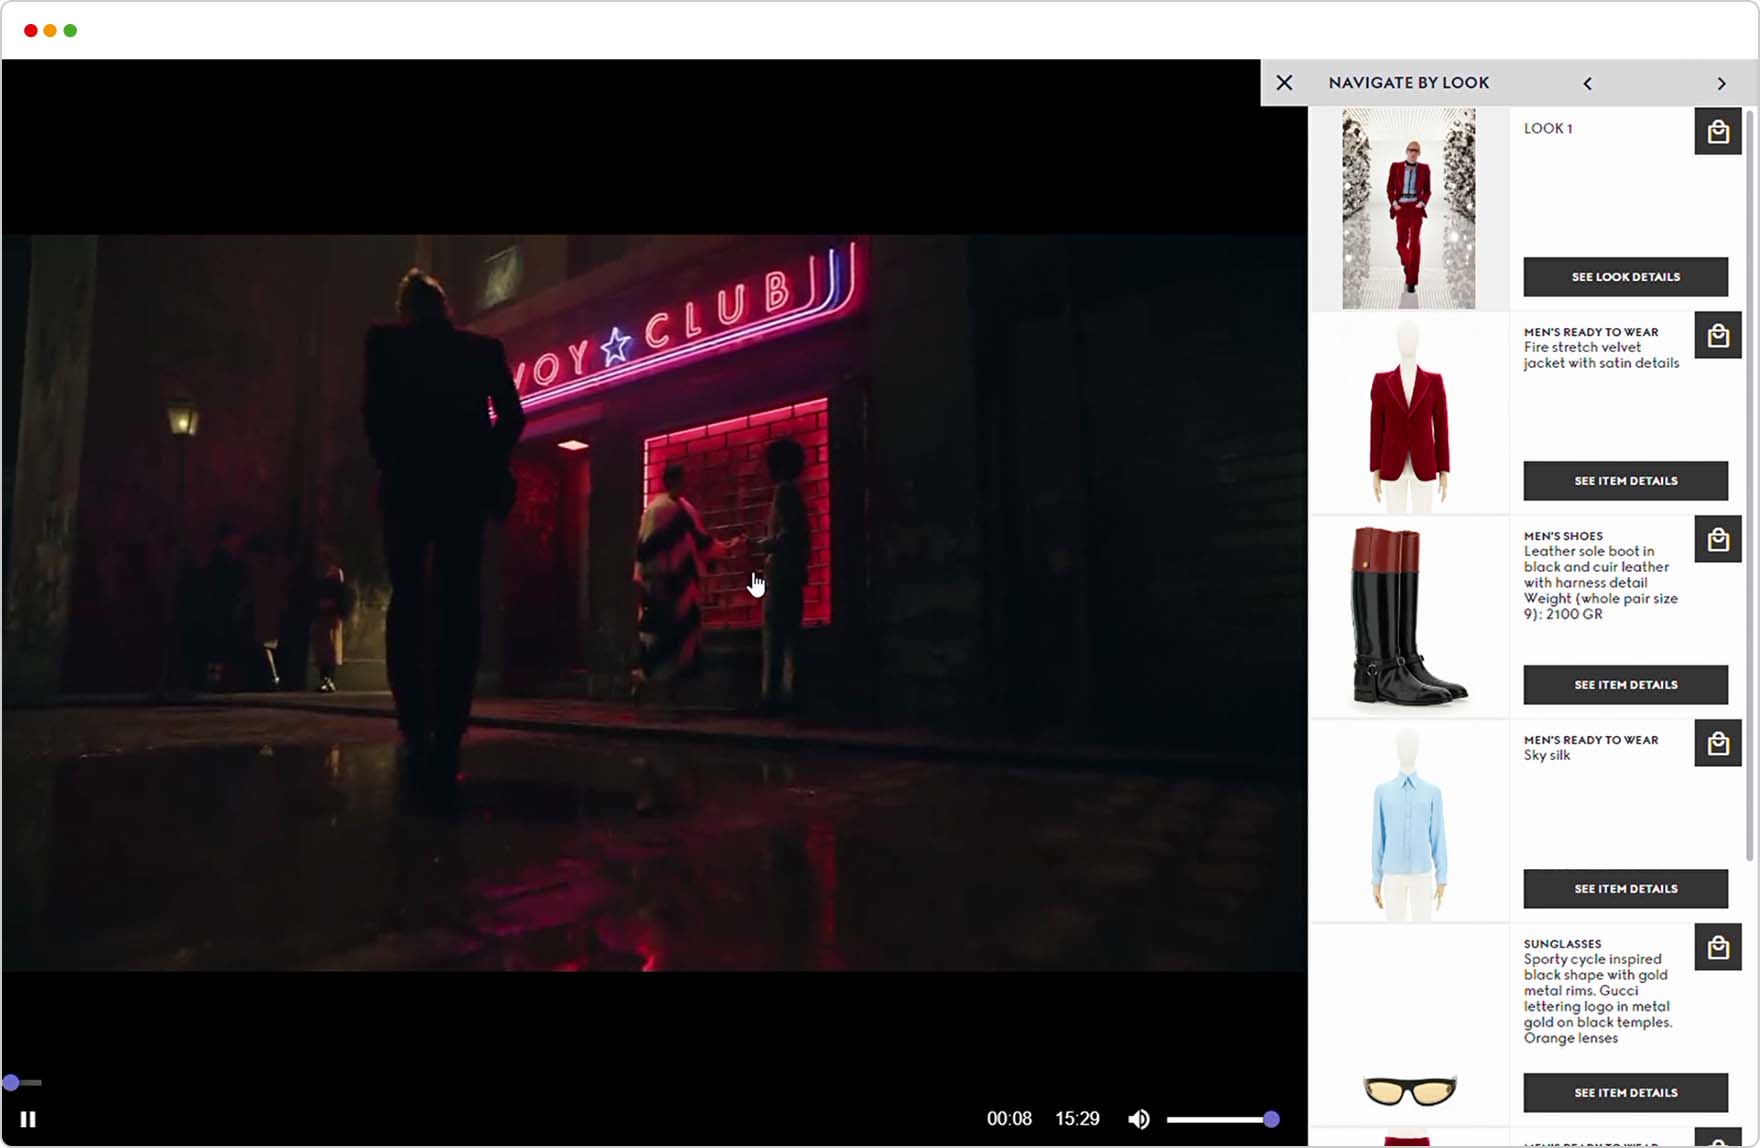 NAVIGATE BY LOOK
LOOK 1
SEE LOOK DETAILS
VOY CLUB
MEN'S READY TO WEAR
Fire stretch velvet
jacket with satin details
SEE ITEM DETAILS
MEN'S SHOES
Leather sole boot in
black and cuir leather
with harness detail
Weight (whole pair size
9): 2100 GR
SEE ITEM DETAILS
MEN'S READY TO WEAR
Sky silk
SEE ITEM DETAILS
SUNGLASSES
Sporty cycle inspired
black shape with gold
metal rims. Gucci
lettering logo in metal
gold on black temples.
Orange lenses
SEE ITEM DETAILS
00:08 15:29
MEN'S READY TO WEAR